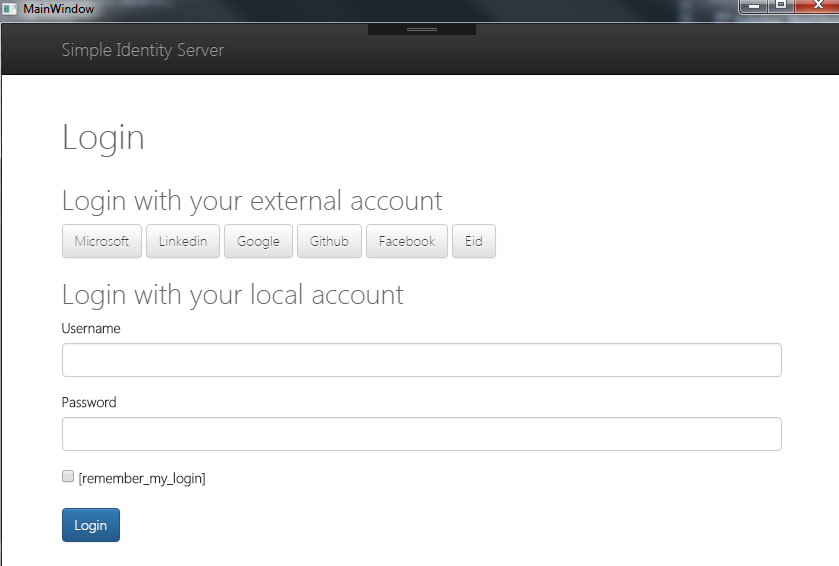 MainWindow
Simple Identity Server
Login
Login with your external account
Microsoft Linkedin Google Github Facebook Eid
Login with your local account
Username
Password
[remember_my_login]
Login